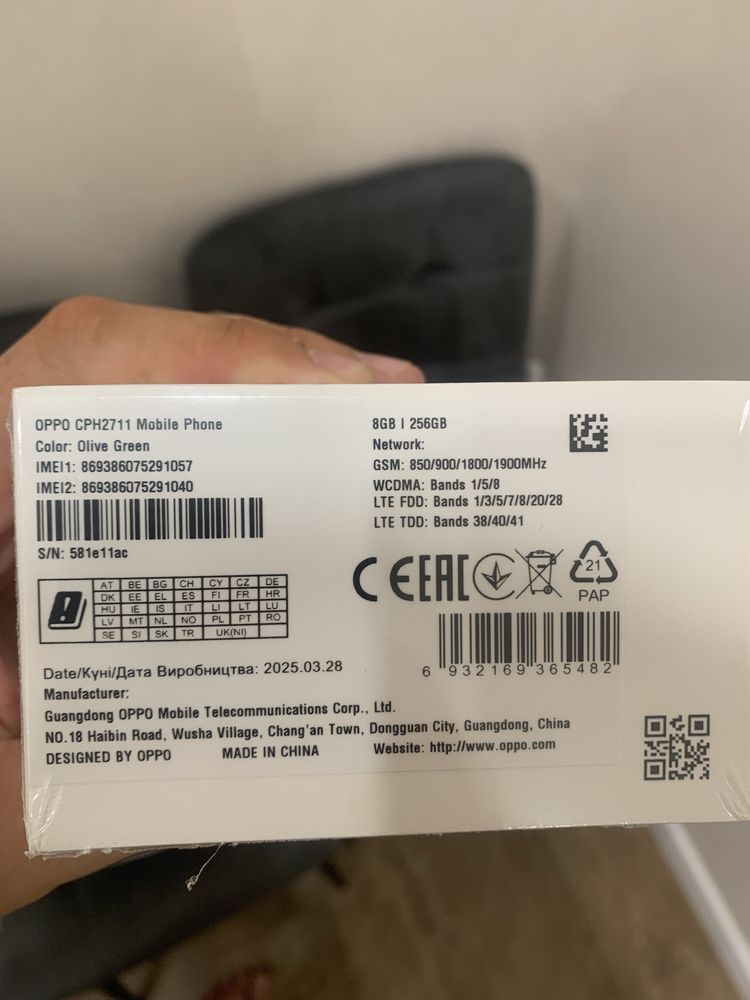 OPPO CPH2711 Mobile Phone
Color: Olive Green
IMEI1: 869386075291057
IMEI2: 869386075291040
S/N: 581e11ac
8GB | 256GB
Network:
GSM: 850/900/1800/1900MHz
WCDMA: Bands 1/5/8
LTE FDD: Bands 1/3/5/7/8/20/28
LTE TDD: Bands 38/40/41
AT BE BG CH CY CZ DE
DK EE EL ES FI FR HR
HU IE IS IT LI LT LU
LV MT NL NO PL PT RO
SE SI SK TR UK(NI)
CE EAC
21
PAP
6 932169 365482
Date/Күні/Дата Виробництва: 2025.03.28
Manufacturer:
Guangdong OPPO Mobile Telecommunications Corp., Ltd.
NO.18 Haibin Road, Wusha Village, Chang'an Town, Dongguan City, Guangdong, China
DESIGNED BY OPPO MADE IN CHINA Website: http://www.oppo.com